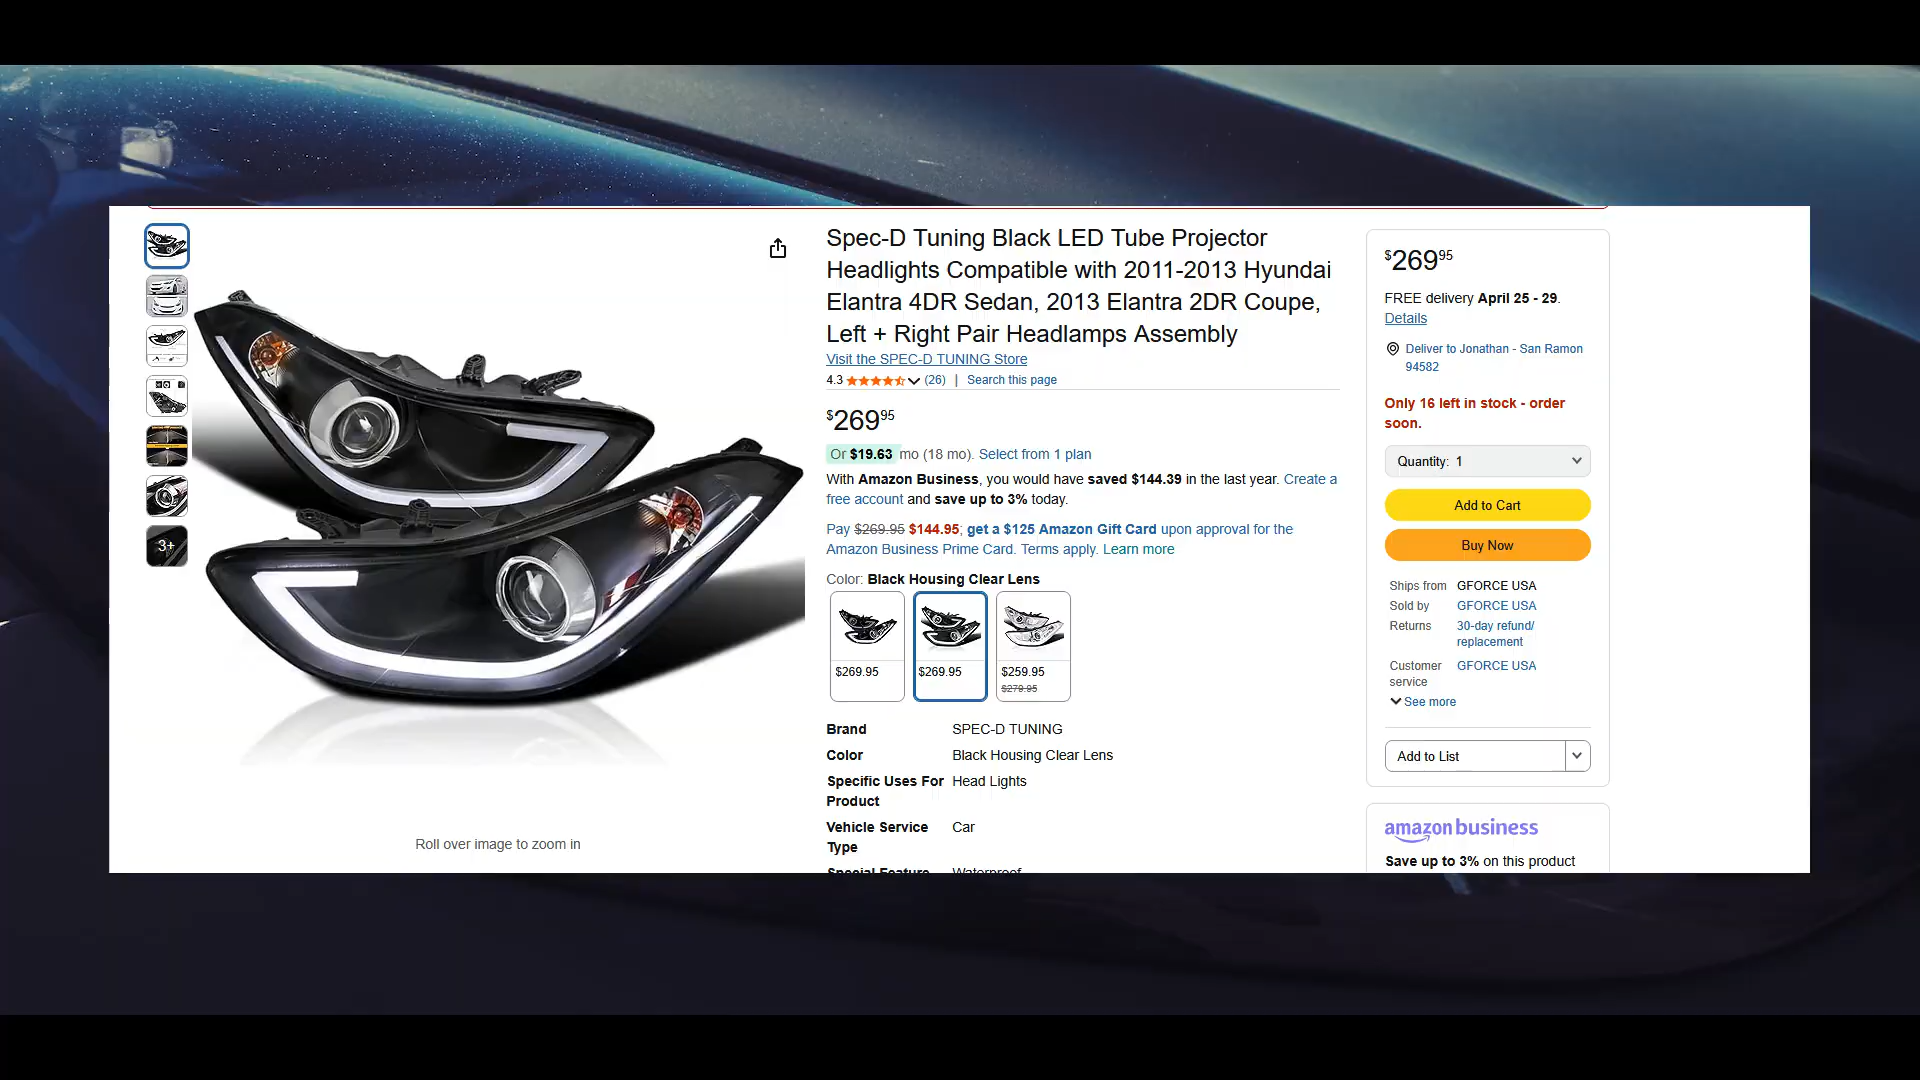 Spec-D Tuning Black LED Tube Projector
Headlights Compatible with 2011-2013 Hyundai
Elantra 4DR Sedan, 2013 Elantra 2DR Coupe,
Left + Right Pair Headlamps Assembly
Visit the SPEC-D TUNING Store
4.3 (26) | Search this page
$269.95
Or $19.63 mo (18 mo). Select from 1 plan
With Amazon Business, you would have saved $144.39 in the last year. Create a
free account and save up to 3% today.
Pay $269.95 $144.95; get a $125 Amazon Gift Card upon approval for the
Amazon Business Prime Card. Terms apply. Learn more
Color: Black Housing Clear Lens
$269.95 $269.95 $259.95
$279.95
Brand SPEC-D TUNING
Color Black Housing Clear Lens
Specific Uses For Head Lights
Product
Vehicle Service Car
Type
Special Feature Waterproof
3+
Roll over image to zoom in
$269.95
FREE delivery April 25 - 29.
Details
Deliver to Jonathan - San Ramon
94582
Only 16 left in stock - order
soon.
Quantity: 1
Add to Cart
Buy Now
Ships from GFORCE USA
Sold by GFORCE USA
Returns 30-day refund/
replacement
Customer GFORCE USA
service
See more
Add to List
amazon business
Save up to 3% on this product